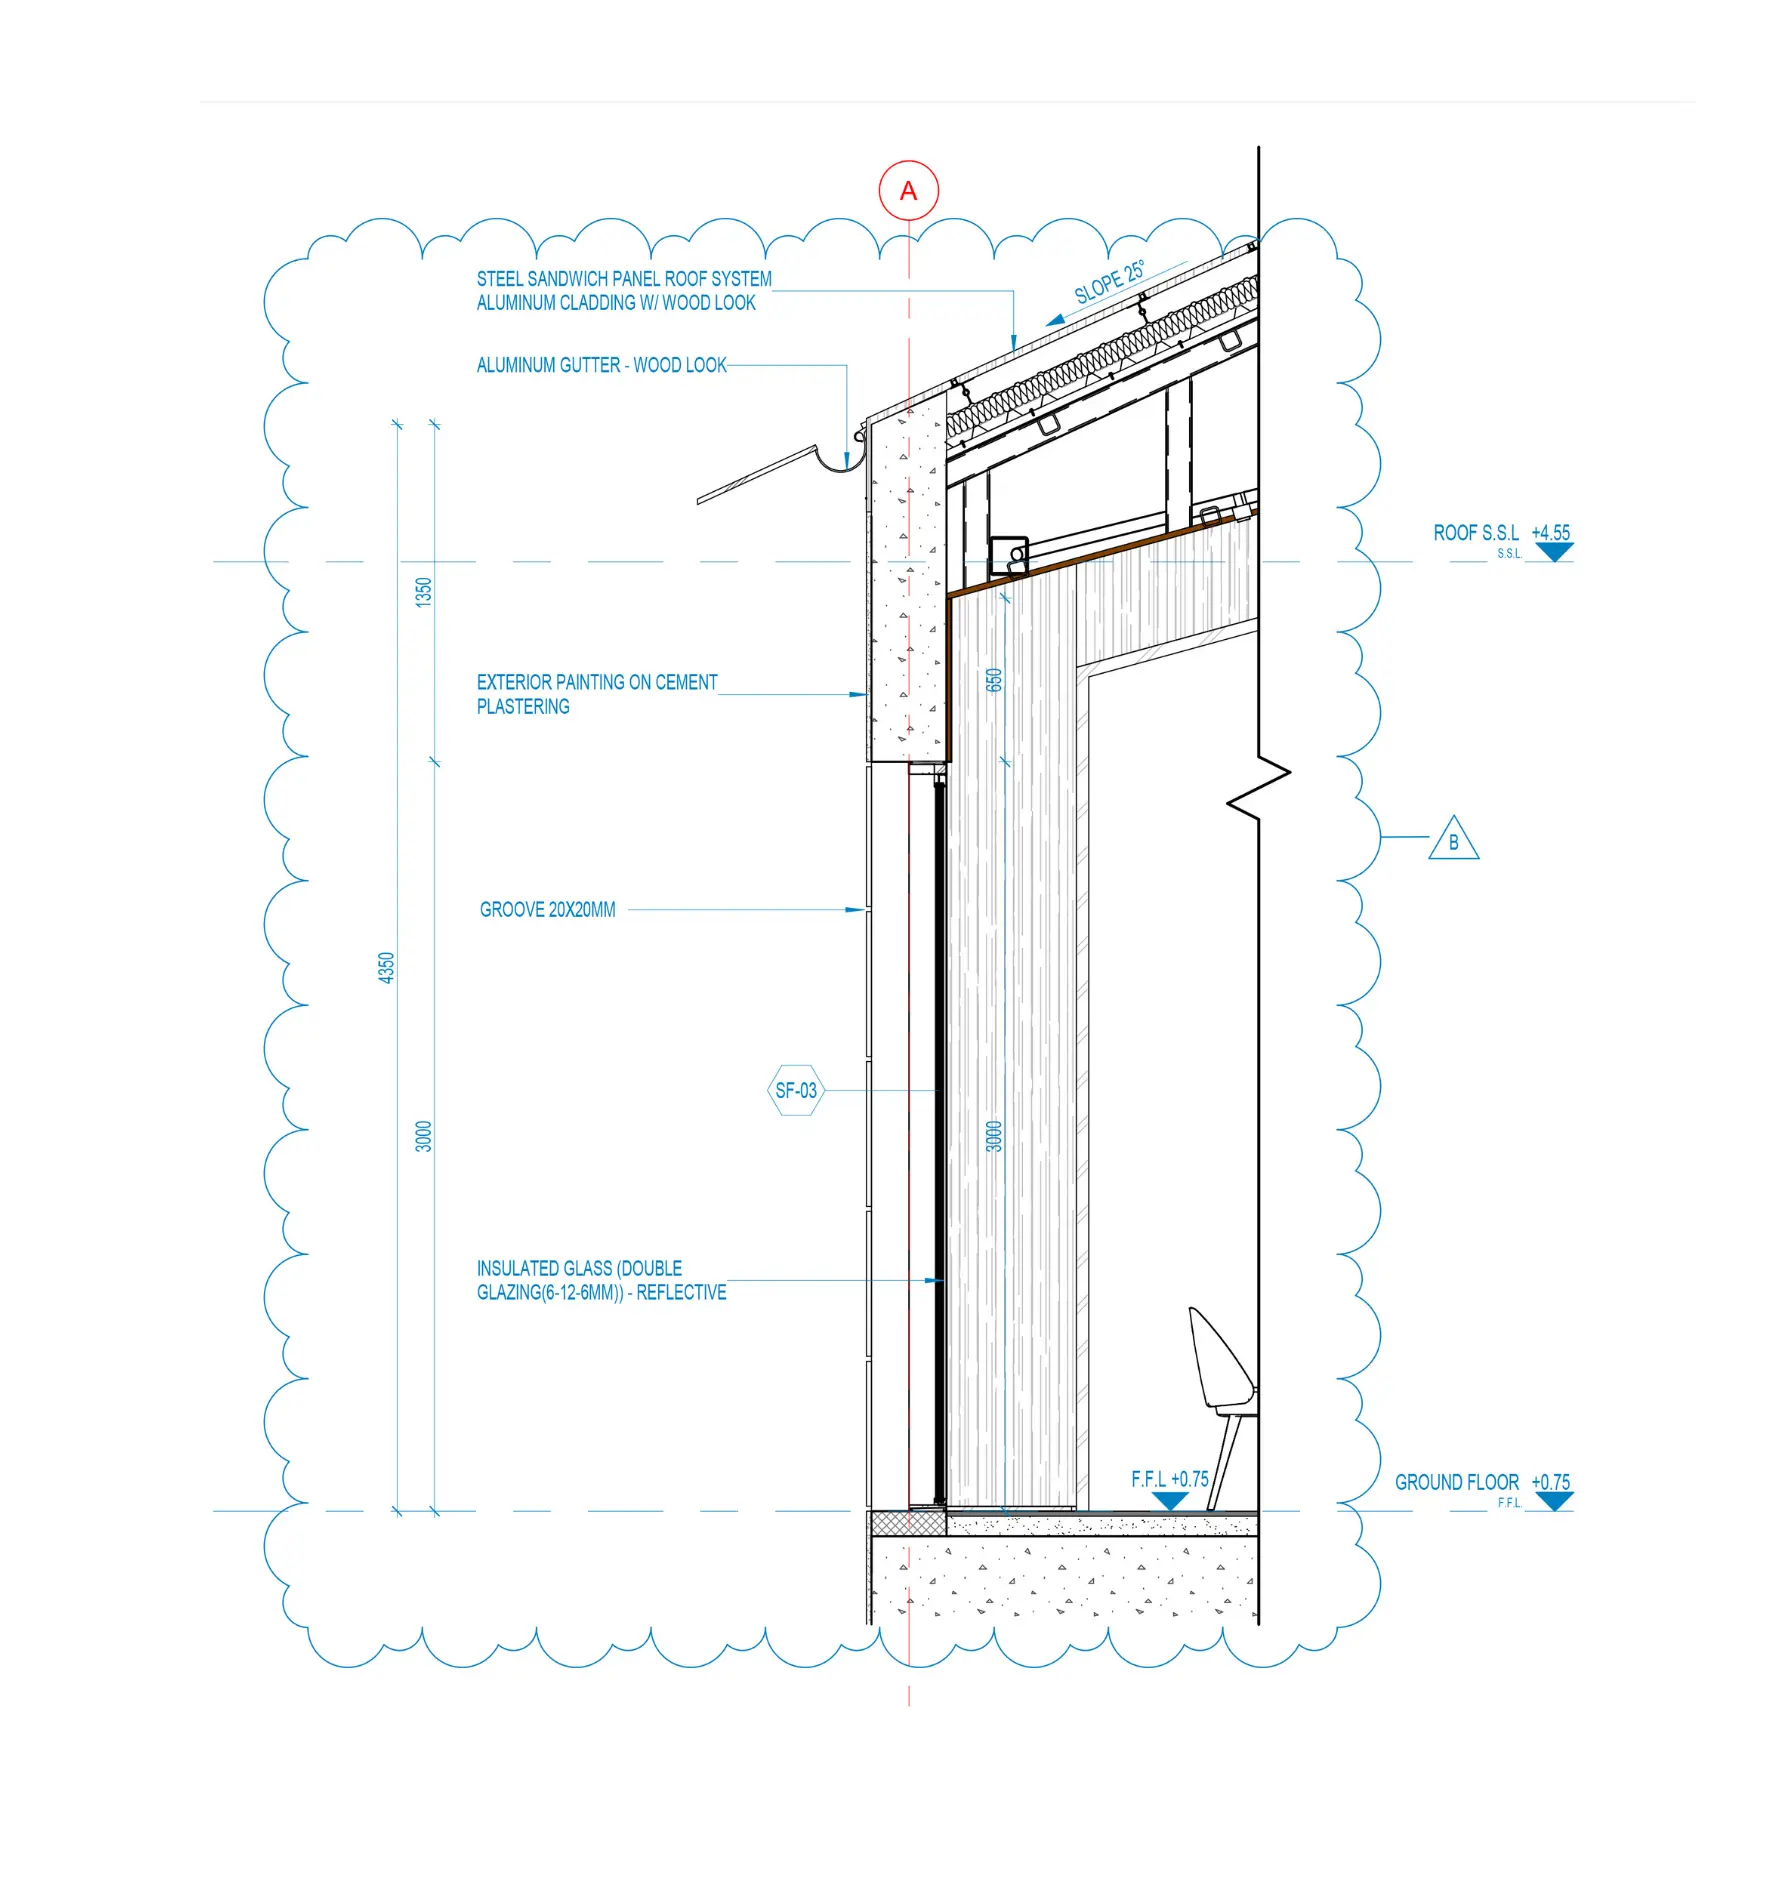 A
STEEL SANDWICH PANEL ROOF SYSTEM
ALUMINUM CLADDING W/ WOOD LOOK
SLOPE 25°
ALUMINUM GUTTER - WOOD LOOK
ROOF S.S.L +4.55
S.S.L.
1350
EXTERIOR PAINTING ON CEMENT
PLASTERING
650
B
GROOVE 20X20MM
4350
SF-03
3000
3000
INSULATED GLASS (DOUBLE
GLAZING(6-12-6MM)) - REFLECTIVE
F.F.L +0.75
GROUND FLOOR +0.75
F.F.L.